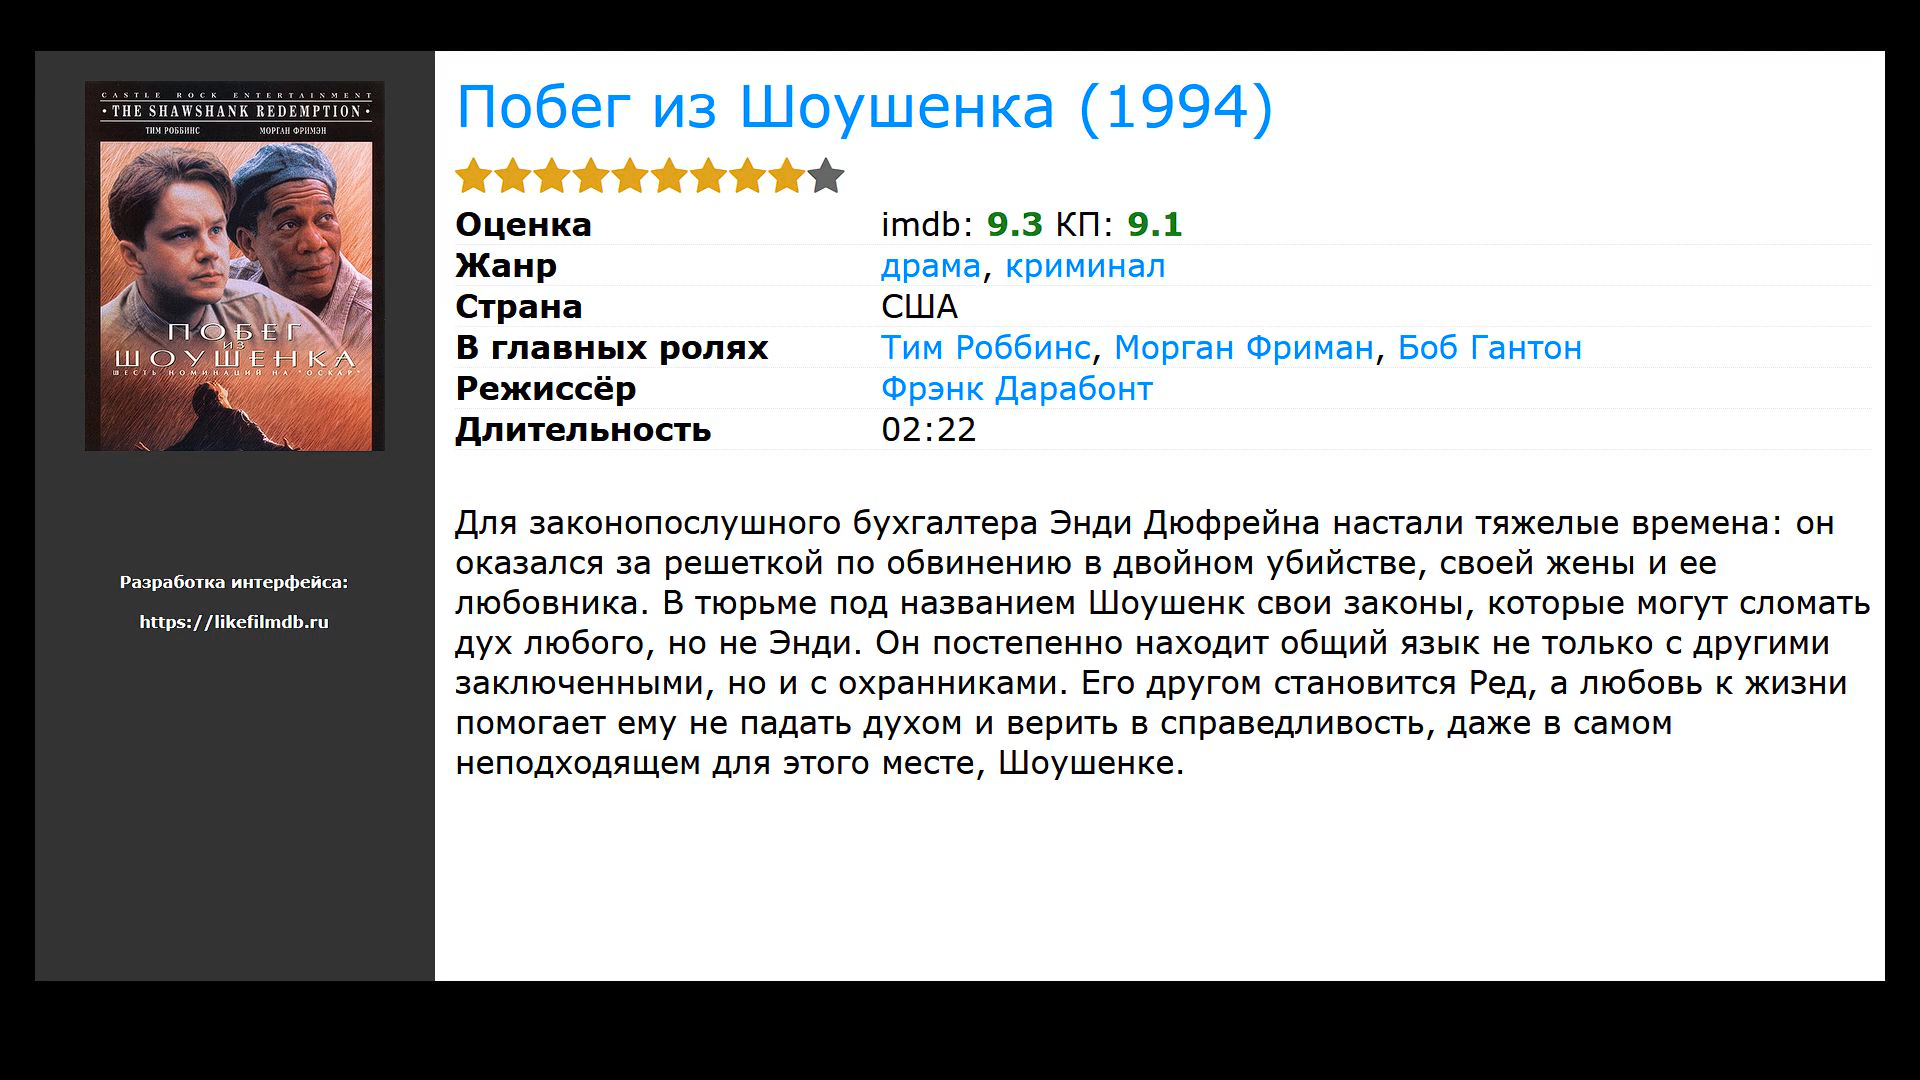 CASTLE ROCK ENTERTAINMENT
·THE SHAWSHANK REDEMPTION·
ТИМ РОББИНС МОРГАН ФРИМЭН
ПОБЕГ
ИЗ
ШОУШЕНКА
ШЕСТЬ НОМИНАЦИЙ НА "ОСКАР"
Разработка интерфейса:
https://likefilmdb.ru
Побег из Шоушенка (1994)
Оценка imdb: 9.3 КП: 9.1
Жанр драма, криминал
Страна США
В главных ролях Тим Роббинс, Морган Фриман, Боб Гантон
Режиссёр Фрэнк Дарабонт
Длительность 02:22
Для законопослушного бухгалтера Энди Дюфрейна настали тяжелые времена: он
оказался за решеткой по обвинению в двойном убийстве, своей жены и ее
любовника. В тюрьме под названием Шоушенк свои законы, которые могут сломать
дух любого, но не Энди. Он постепенно находит общий язык не только с другими
заключенными, но и с охранниками. Его другом становится Ред, а любовь к жизни
помогает ему не падать духом и верить в справедливость, даже в самом
неподходящем для этого месте, Шоушенке.